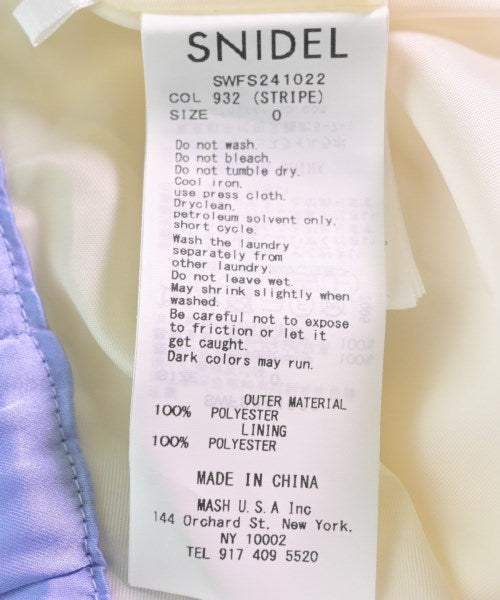 SNIDEL
SWFS241022
COL 932 (STRIPE)
SIZE 0
Do not wash.
Do not bleach.
Do not tumble dry.
Cool iron.
use press cloth.
Dryclean.
petroleum solvent only.
short cycle.
Wash the laundry
separately from
other laundry.
Do not leave wet.
May shrink slightly when
washed.
Be careful not to expose
to friction or let it
get caught.
Dark colors may run.
OUTER MATERIAL
100% POLYESTER
LINING
100% POLYESTER
MADE IN CHINA
MASH U.S.A Inc
144 Orchard St. New York.
NY 10002
TEL 917 409 5520